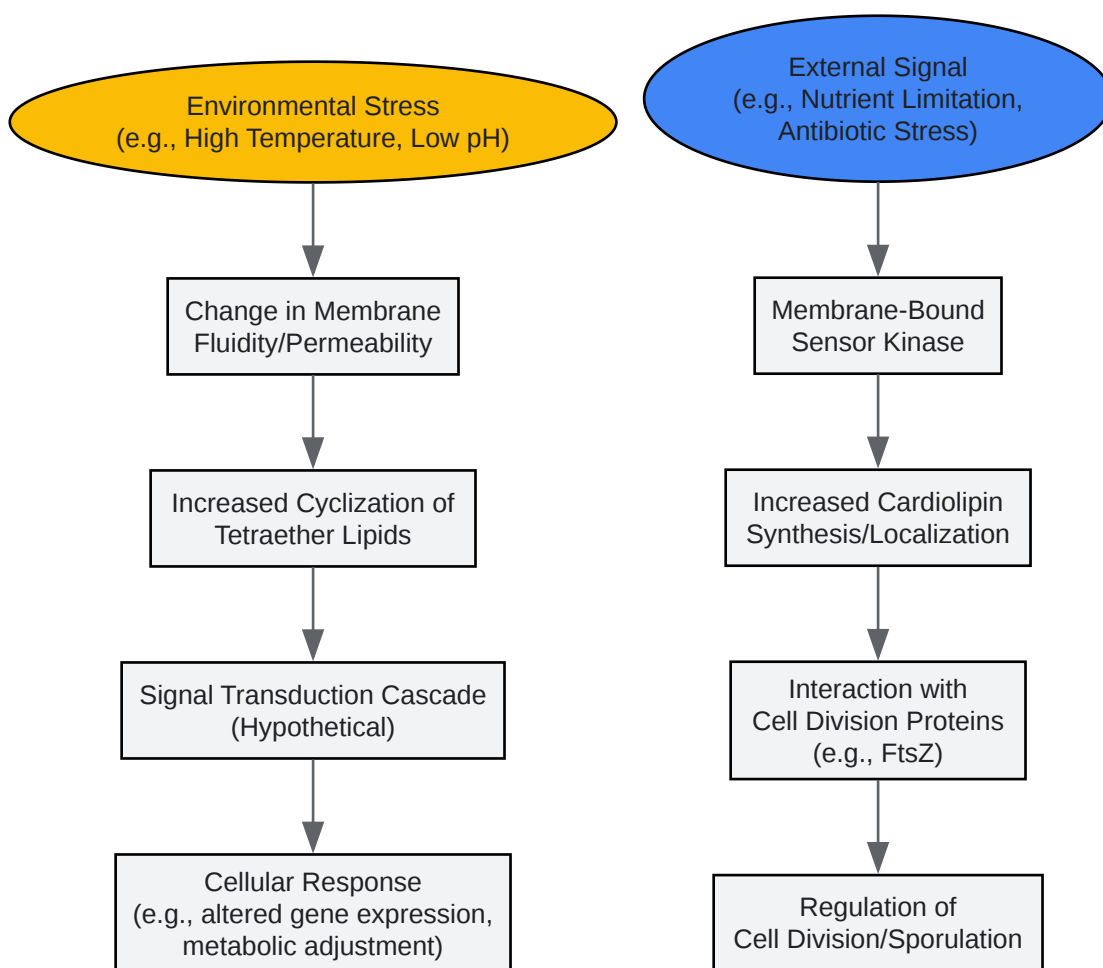 Environmental Stress
(e.g., High Temperature, Low pH)
Change in Membrane
Fluidity/Permeability
Increased Cyclization of
Tetraether Lipids
Signal Transduction Cascade
(Hypothetical)
Cellular Response
(e.g., altered gene expression,
metabolic adjustment)
External Signal
(e.g., Nutrient Limitation,
Antibiotic Stress)
Membrane-Bound
Sensor Kinase
Increased Cardiolipin
Synthesis/Localization
Interaction with
Cell Division Proteins
(e.g., FtsZ)
Regulation of
Cell Division/Sporulation